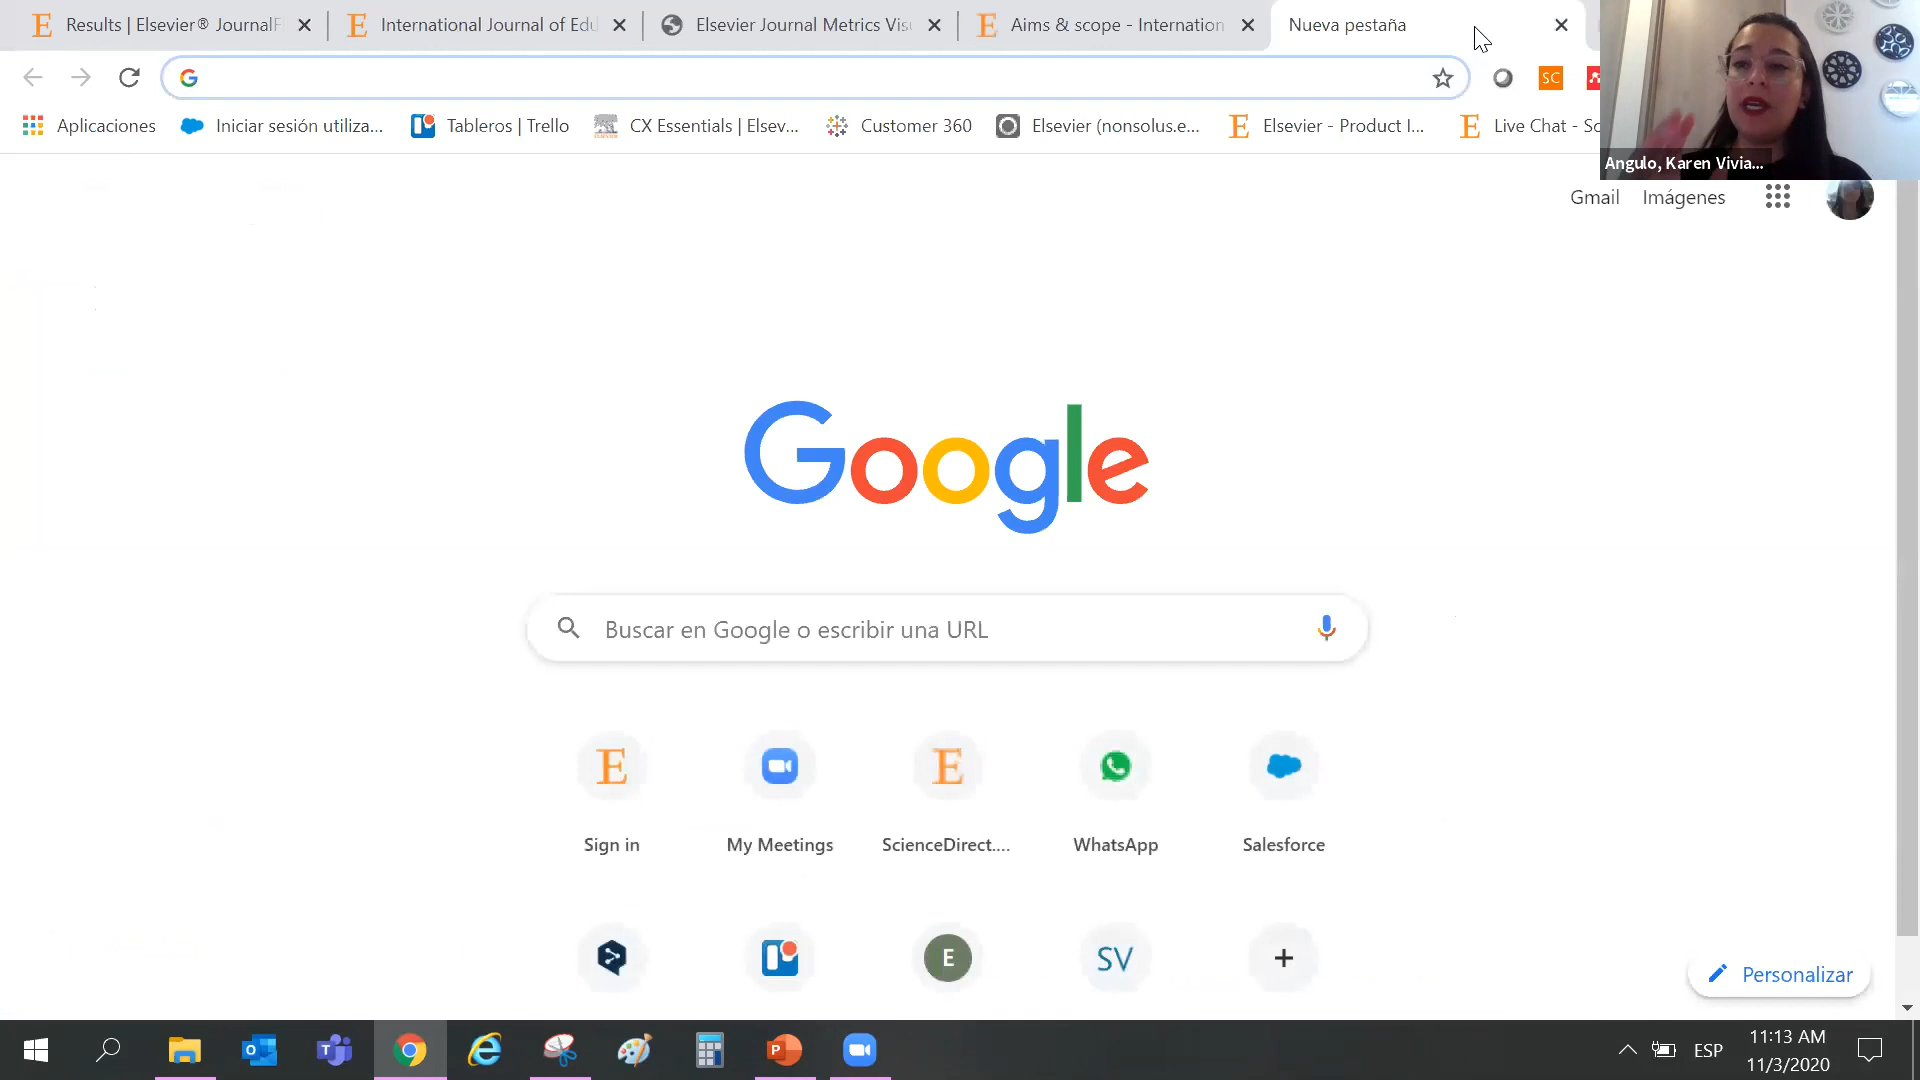 Results | Elsevier® JournalF
International Journal of Edu
Elsevier Journal Metrics Vis
Aims & scope - Internation
Nueva pestaña
SC
Aplicaciones
Iniciar sesión utiliza...
Tableros | Trello
CX Essentials | Elsev...
Customer 360
Elsevier (nonsolus.e...
Elsevier - Product I...
Live Chat - Sc
Angulo, Karen Vivia...
Gmail
Imágenes
Google
Buscar en Google o escribir una URL
Sign in
My Meetings
ScienceDirect....
WhatsApp
Salesforce
E
SV
Personalizar
ESP
11:13 AM
11/3/2020